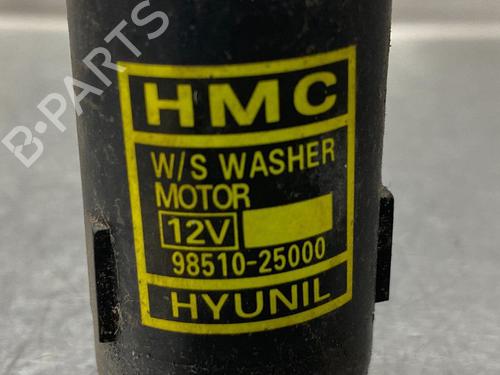 B-PARTS
HMC
W/S WASHER
MOTOR
12V
98510-25000
HYUNIL